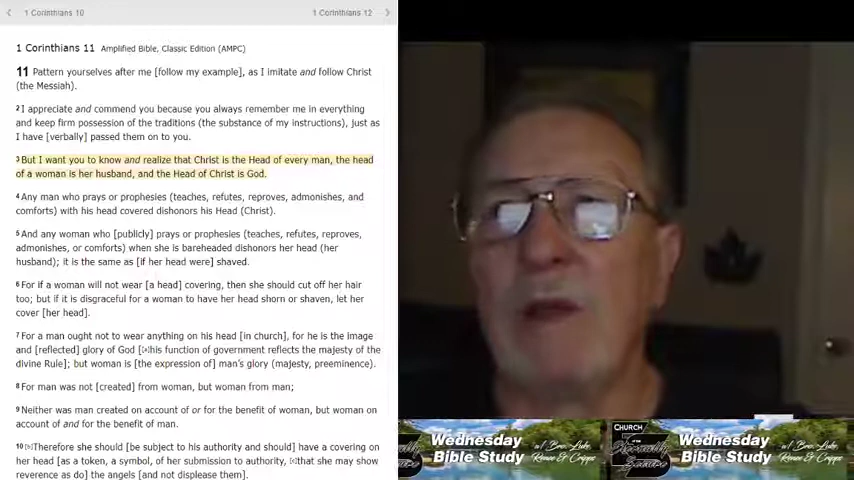 1 Corinthians 10
1 Corinthians 12
1 Corinthians 11 Amplified Bible, Classic Edition (AMPC)
11 Pattern yourselves after me [follow my example], as I imitate and follow Christ
(the Messiah).
2 I appreciate and commend you because you always remember me in everything
and keep firm possession of the traditions (the substance of my instructions), just as
I have [verbally] passed them on to you.
3 But I want you to know and realize that Christ is the Head of every man, the head
of a woman is her husband, and the Head of Christ is God.
4 Any man who prays or prophesies (teaches, refutes, reproves, admonishes, and
comforts) with his head covered dishonors his Head (Christ).
5 And any woman who [publicly] prays or prophesies (teaches, refutes, reproves,
admonishes, or comforts) when she is bareheaded dishonors her head (her
husband); it is the same as [if her head were] shaved.
6 For if a woman will not wear [a head] covering, then she should cut off her hair
too; but if it is disgraceful for a woman to have her head shorn or shaven, let her
cover [her head].
7 For a man ought not to wear anything on his head [in church], for he is the image
and [reflected] glory of God [[a]his function of government reflects the majesty of the
divine Rule]; but woman is [the expression of] man's glory (majesty, preeminence).
8 For man was not [created] from woman, but woman from man;
9 Neither was man created on account of or for the benefit of woman, but woman on
account of and for the benefit of man.
10 [b]Therefore she should [be subject to his authority and should] have a covering on
her head [as a token, a symbol, of her submission to authority, [c]that she may show
reverence as do] the angels [and not displease them].
Wednesday
Bible Study
w/ Bro. Luke,
Renee & Cripps
CHURCH
of the
Eternally
Secure
Wednesday
Bible Study
w/ Bro. Luke,
Renee & Cripps